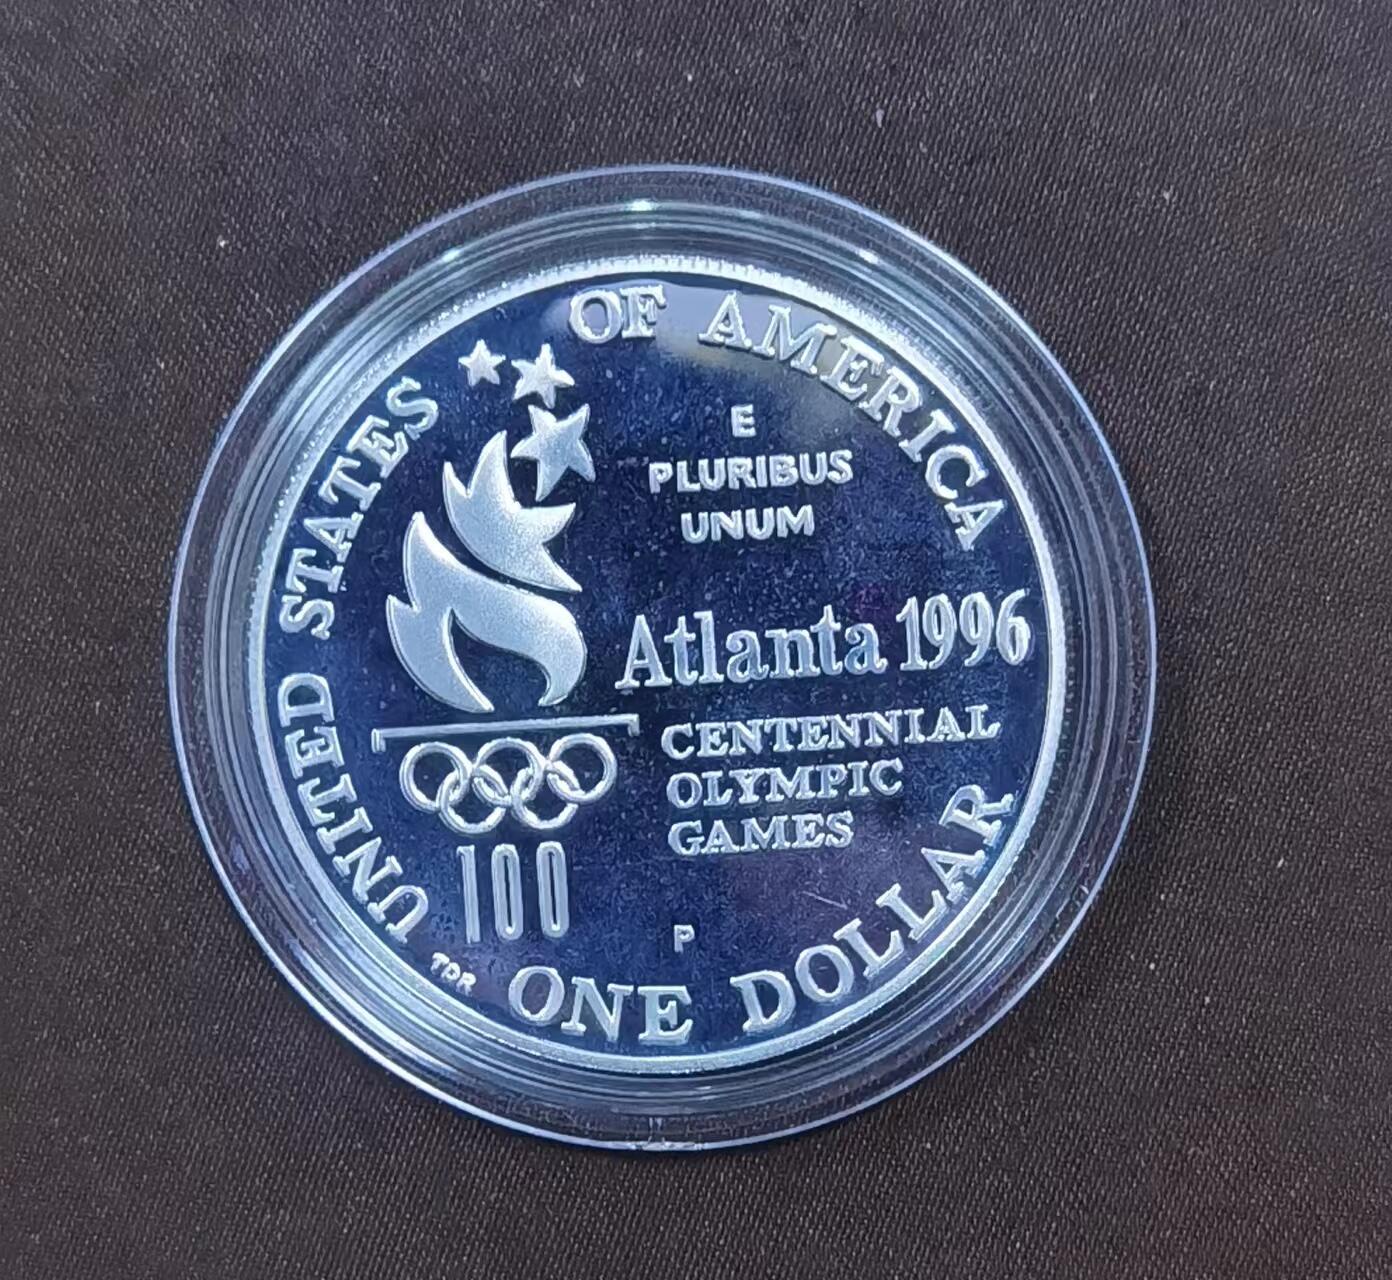 UNITED STATES OF AMERICA
E
PLURIBUS
UNUM
Atlanta 1996
CENTENNIAL
OLYMPIC
GAMES
100
P
TDR
ONE DOLLAR